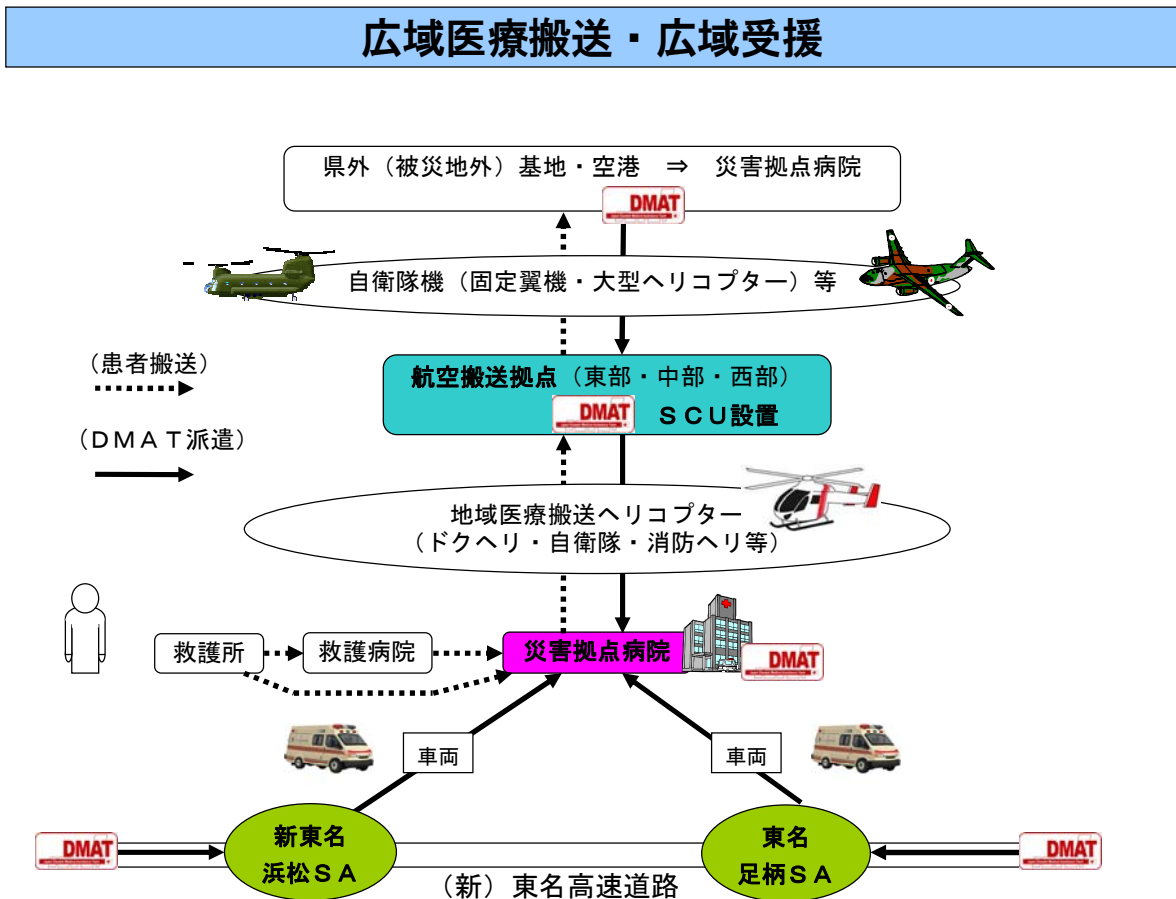 広域医療搬送・広域受援
県外（被災地外）基地・空港　⇒　災害拠点病院
DMAT
自衛隊機（固定翼機・大型ヘリコプター）等
（患者搬送）
航空搬送拠点（東部・中部・西部）
DMAT
ＳＣＵ設置
（ＤＭＡＴ派遣）
地域医療搬送ヘリコプター
（ドクヘリ・自衛隊・消防ヘリ等）
救護所
救護病院
災害拠点病院
DMAT
車両
車両
DMAT
新東名
浜松ＳＡ
東名
足柄ＳＡ
DMAT
（新）東名高速道路